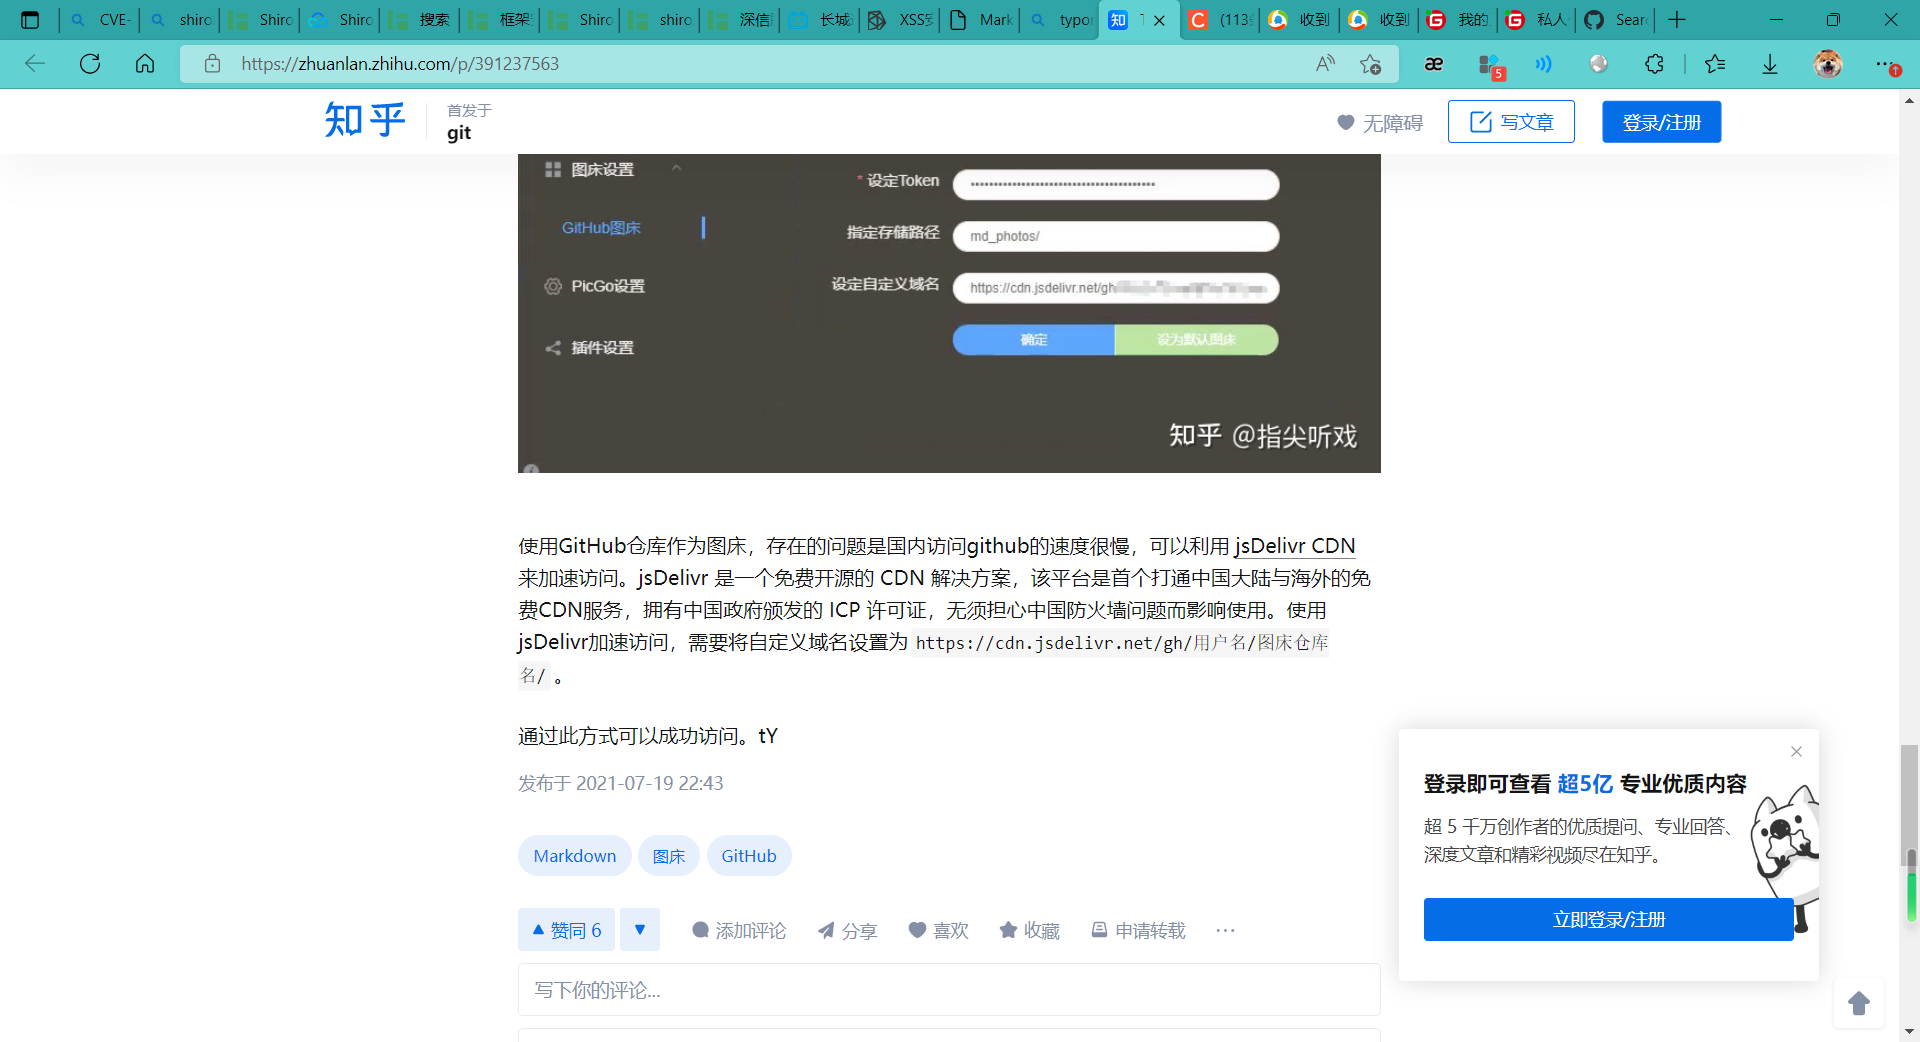 CVE-
shiro
Shiro
Shiro
搜索
框架
Shiro
shiro
深信
长城
XSS
Mark
typor
知
(113
收到
收到
我的
私人
Sear
https://zhuanlan.zhihu.com/p/391237563
5
知乎
首发于
git
无障碍
写文章
登录/注册
图床设置
* 设定Token
GitHub图床
指定存储路径
md_photos/
PicGo设置
设定自定义域名
https://cdn.jsdelivr.net/gh
确定
设为默认图床
插件设置
知乎 @指尖听戏
使用GitHub仓库作为图床，存在的问题是国内访问github的速度很慢，可以利用 jsDelivr CDN
来加速访问。jsDelivr 是一个免费开源的 CDN 解决方案，该平台是首个打通中国大陆与海外的免
费CDN服务，拥有中国政府颁发的 ICP 许可证，无须担心中国防火墙问题而影响使用。使用
jsDelivr加速访问，需要将自定义域名设置为 https://cdn.jsdelivr.net/gh/用户名/图床仓库
名/ 。
通过此方式可以成功访问。tY
发布于 2021-07-19 22:43
Markdown
图床
GitHub
赞同 6
添加评论
分享
喜欢
收藏
申请转载
写下你的评论...
登录即可查看 超5亿 专业优质内容
超 5 千万创作者的优质提问、专业回答、
深度文章和精彩视频尽在知乎。
立即登录/注册